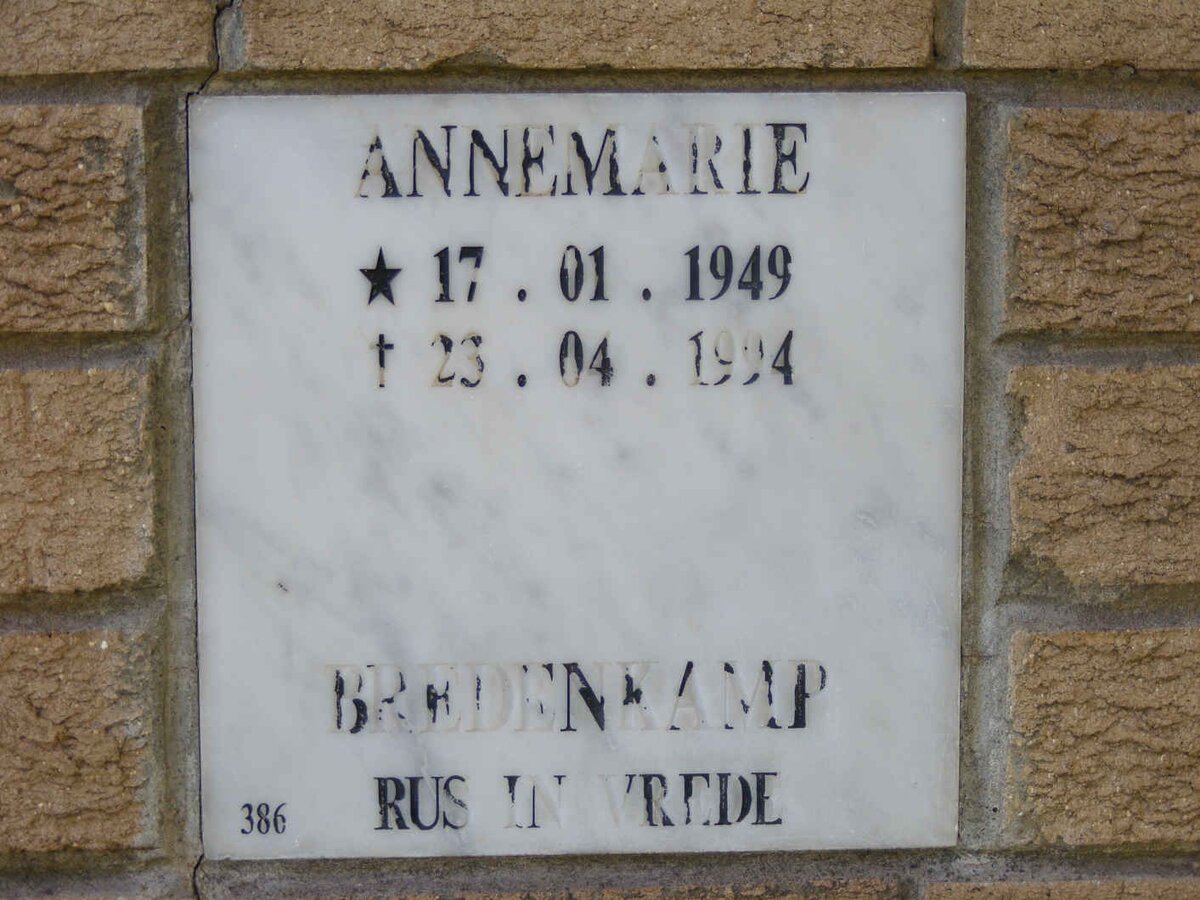 ANNEMARIE
★ 17 . 01 . 1949
† 23 . 04 . 1994
BREDENKAMP
RUS IN VREDE
386